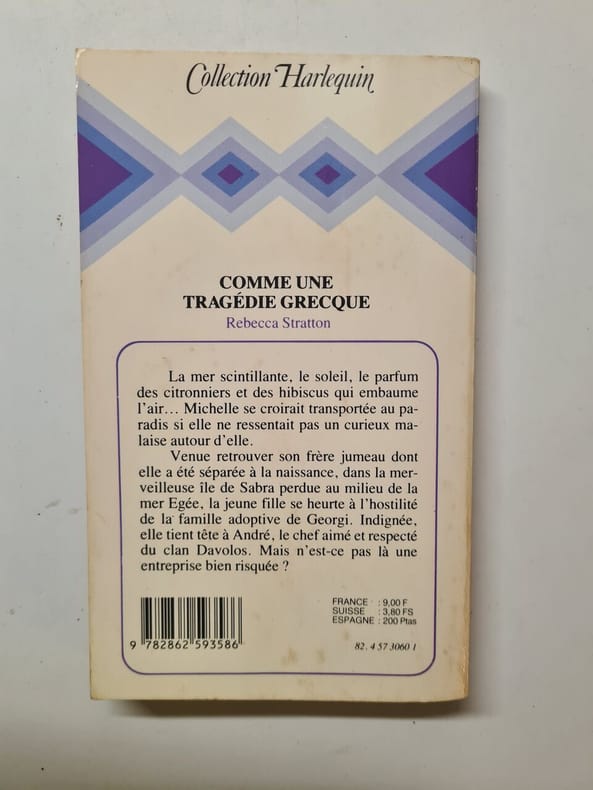 Collection Harlequin
COMME UNE
TRAGÉDIE GRECQUE
Rebecca Stratton
La mer scintillante, le soleil, le parfum
des citronniers et des hibiscus qui embaume
l'air... Michelle se croirait transportée au pa-
radis si elle ne ressentait pas un curieux ma-
laise autour d'elle.
Venue retrouver son frère jumeau dont
elle a été séparée à la naissance, dans la mer-
veilleuse île de Sabra perdue au milieu de la
mer Egée, la jeune fille se heurte à l'hostilité
de la famille adoptive de Georgi. Indignée,
elle tient tête à André, le chef aimé et respecté
du clan Davolos. Mais n'est-ce pas là une
entreprise bien risquée ?
FRANCE : 9,00 F
SUISSE : 3,80 FS
ESPAGNE : 200 Ptas
9 782862 593586
82. 4 57 3060 1